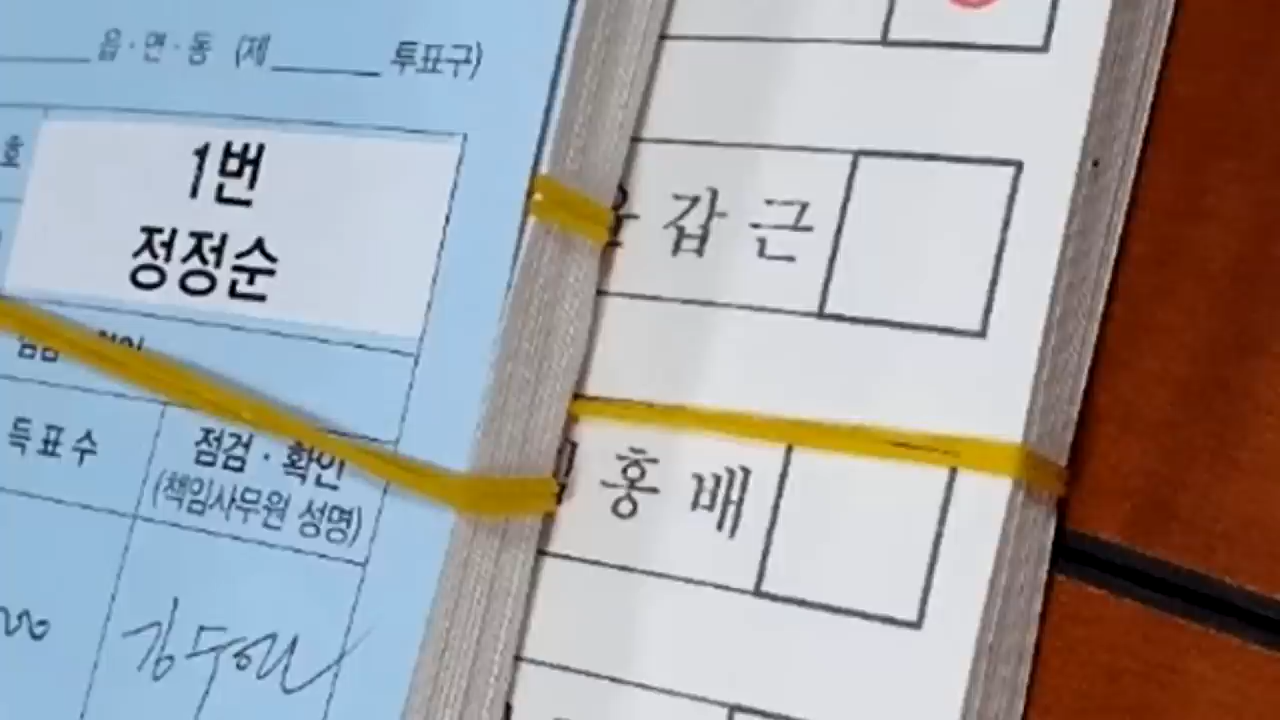 읍·면·동 (제 투표구)
1번
정정순
갑근
홍배
득표수
점검·확인
(책임사무원 성명)